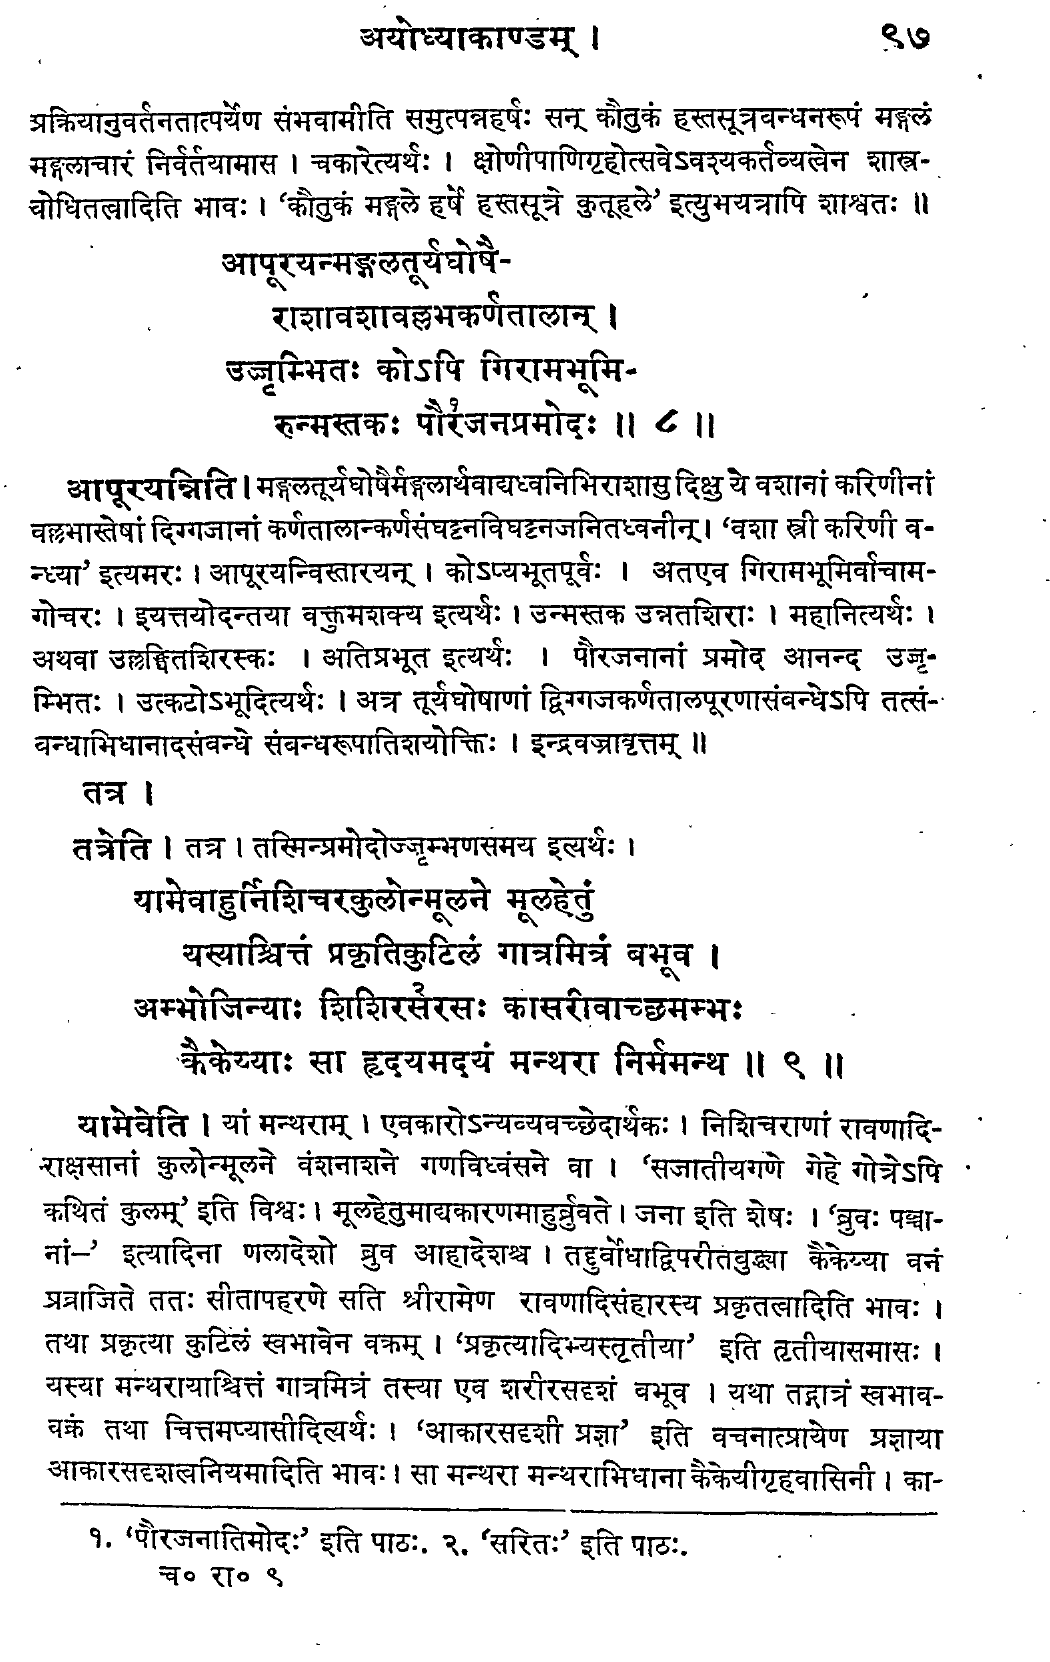 अयोध्याकाण्डम् । ९७
प्रक्रियानुवर्तनतात्पर्येण संभवामीति समुत्पन्नहर्षः सन् कौतुकं हस्तसूत्रबन्धनरूपं मङ्गलं
मङ्गलाचारं निर्वर्तयामास । चकारेत्यर्थः । क्षोणीपाणिगृहोत्सवेऽवश्यकर्तव्यत्वेन शास्त्र-
चोधितत्वादिति भावः । ‘कौतुकं मङ्गले हर्षे हस्तसूत्रे कुतूहले’ इत्युभयत्रापि शाश्वतः ॥
आपूरयन्मङ्गलतूर्यघोषै-
राशावशावल्लभकर्णतालान् ।
उज्जृम्भितः कोऽपि गिरामभूमि-
रुन्मस्तकः पौरंजनप्रमोदः ॥ ८ ॥
आपूरयन्निति । मङ्गलतूर्यघोषैर्मङ्गलार्थवाद्यध्वनिभिराशासु दिक्षु ये वशानां करिणीनां
वल्लभास्तेषां दिग्गजानां कर्णतालान्कर्णसंघट्टनविघट्टनजनितध्वनीन् । ‘वशा स्त्री करिणी व-
न्ध्या’ इत्यमरः । आपूरयन्विस्तारयन् । कोऽप्यभूतपूर्वः । अतएव गिरामभूमिर्वाचाम-
गोचरः । इयत्तयोदन्तया वक्तुमशक्य इत्यर्थः । उन्मस्तक उन्नतशिराः । महानित्यर्थः ।
अथवा उल्लङ्घितशिरस्कः । अतिप्रभूत इत्यर्थः । पौरजनानां प्रमोद आनन्द उज्जृ-
म्भितः । उत्कटोऽभूदित्यर्थः । अत्र तूर्यघोषाणां द्विग्गजकर्णतालपूरणासंबन्धेऽपि तत्सं-
बन्धाभिधानादसंबन्धे संबन्धरूपातिशयोक्तिः । इन्द्रवज्रावृत्तम् ॥
तत्र ।
तत्रेति । तत्र । तस्मिन्प्रमोदोज्जृम्भणसमय इत्यर्थः ।
यामेवाहुर्निशिचरकुलोन्मूलने मूलहेतुं
यस्याश्चित्तं प्रकृतिकुटिलं गात्रमित्रं बभूव ।
अम्भोजिन्याः शिशिरसरसः२ कासरीवाच्छमम्भः
कैकेय्याः सा हृदयमदयं मन्थरा निर्ममन्थ ॥ ९ ॥
यामेवेति । यां मन्थराम् । एवकारोऽन्यव्यवच्छेदार्थकः । निशिचराणां रावणादि-
राक्षसानां कुलोन्मूलने वंशनाशने गणविध्वंसने वा । ‘सजातीयगणे गेहे गोत्रेऽपि
कथितं कुलम्’ इति विश्वः । मूलहेतुमाद्यकारणमाहुर्ब्रुवते । जना इति शेषः । ‘ब्रुवः पञ्चा-
नां–’ इत्यादिना णलादेशो ब्रुव आहादेशश्च । तद्दुर्बोधाद्विपरीतबुद्ध्या कैकेय्या वनं
प्रव्राजिते ततः सीतापहरणे सति श्रीरामेण रावणादिसंहारस्य प्रकृतत्वादिति भावः ।
तथा प्रकृत्या कुटिलं स्वभावेन वक्रम् । ‘प्रकृत्यादिभ्यस्तृतीया’ इति तृतीयासमासः ।
यस्या मन्थरायाश्चित्तं गात्रमित्रं तस्या एव शरीरसदृशं बभूव । यथा तद्गात्रं स्वभाव-
वक्रं तथा चित्तमप्यासीदित्यर्थः । ‘आकारसदृशी प्रज्ञा’ इति वचनात्प्रायेण प्रज्ञाया
आकारसदृशत्वनियमादिति भावः । सा मन्थरा मन्थराभिधाना कैकेयीगृहवासिनी । का-
१. ‘पौरजनातिमोदः’ इति पाठः. २. ‘सरितः’ इति पाठः.
च० रा० ९